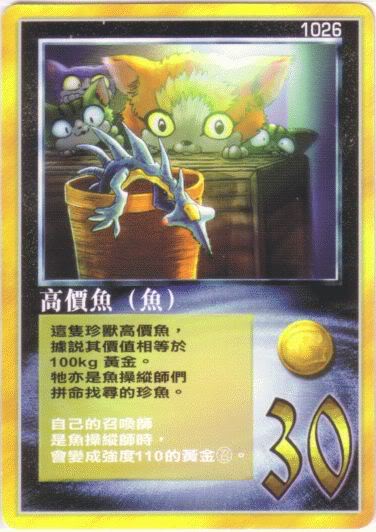 1026
高價魚（魚）
這隻珍獸高價魚，
據說其價值相等於
100kg 黃金。
牠亦是魚操縱師們
拼命找尋的珍魚。
自己的召喚師
是魚操縱師時，
會變成強度110的黃金㊁。
30